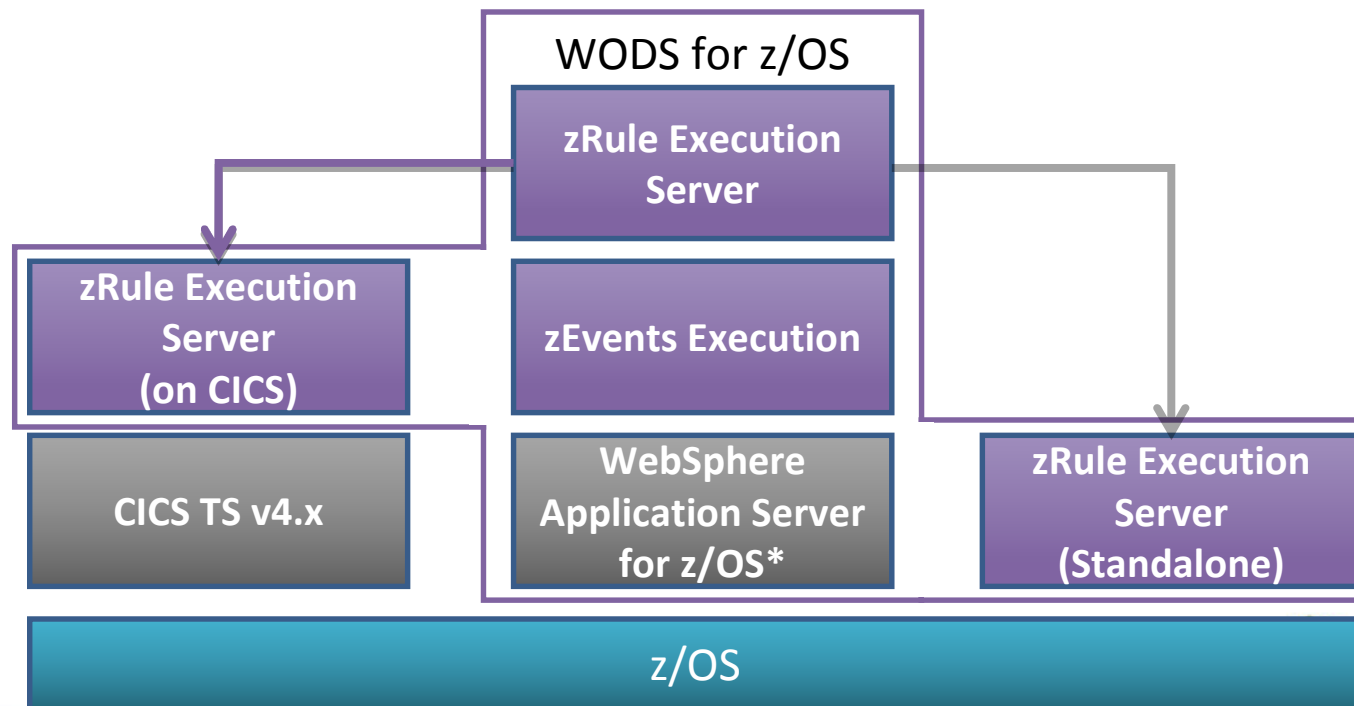 WODS for z/OS
zRule Execution
Server
zRule Execution
Server
(on CICS)
zEvents Execution
CICS TS v4.x
WebSphere
Application Server
for z/OS*
zRule Execution
Server
(Standalone)
z/OS